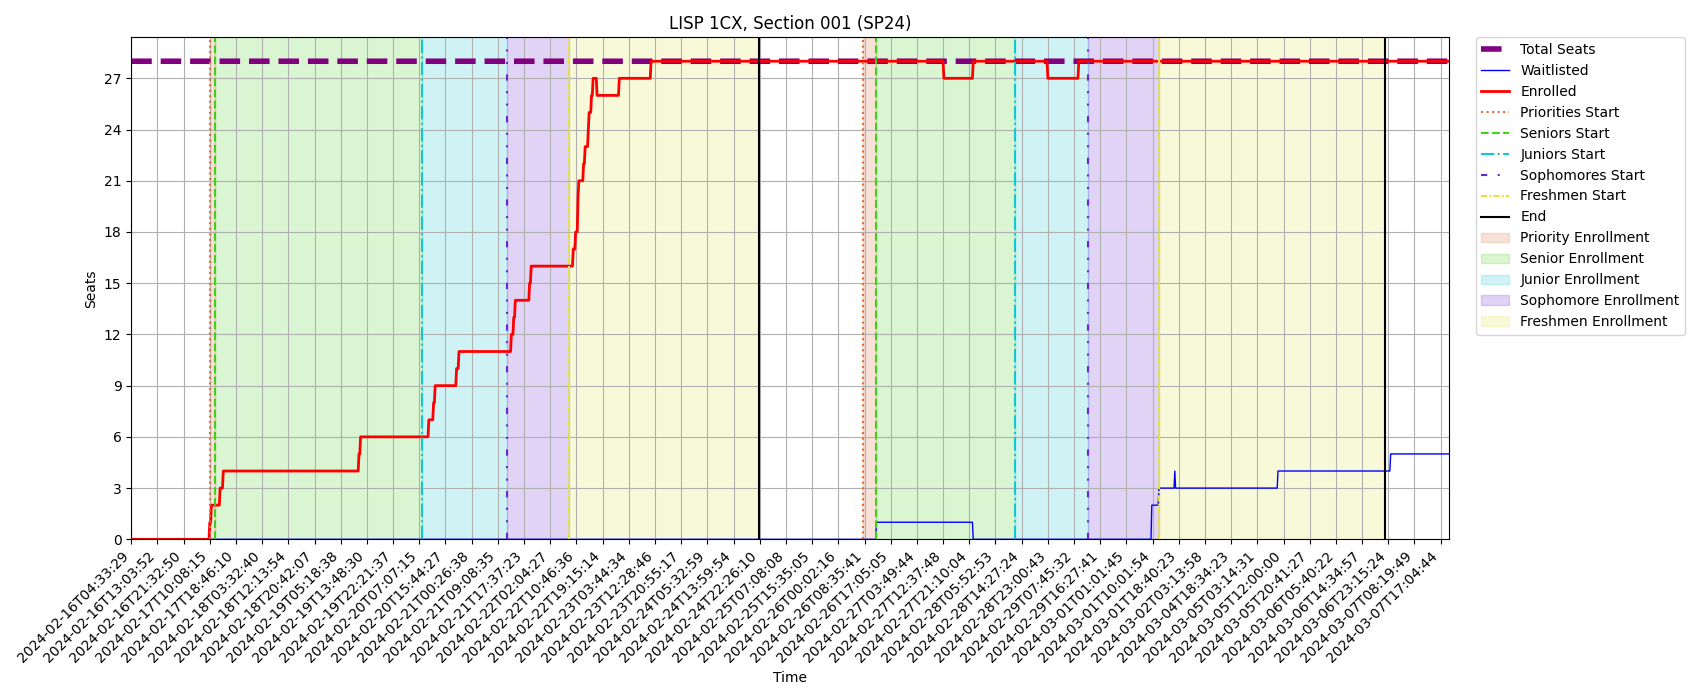 LISP 1CX, Section 001 (SP24)
Total Seats
Waitlisted
Enrolled
Priorities Start
Seniors Start
Juniors Start
Sophomores Start
Freshmen Start
End
Priority Enrollment
Senior Enrollment
Junior Enrollment
Sophomore Enrollment
Freshmen Enrollment
Seats
27
24
21
18
15
12
9
6
3
0
2024-02-16T04:33:29
2024-02-16T13:03:52
2024-02-16T21:32:50
2024-02-17T10:08:15
2024-02-17T18:46:10
2024-02-18T03:32:40
2024-02-18T12:13:54
2024-02-18T20:42:07
2024-02-19T05:18:38
2024-02-19T13:48:30
2024-02-19T22:21:37
2024-02-20T07:07:15
2024-02-20T15:44:27
2024-02-21T00:26:38
2024-02-21T09:08:35
2024-02-21T17:37:23
2024-02-22T02:04:27
2024-02-22T10:46:36
2024-02-22T19:15:14
2024-02-23T03:44:34
2024-02-23T12:28:46
2024-02-23T20:55:17
2024-02-24T05:32:59
2024-02-24T13:59:54
2024-02-24T22:26:10
2024-02-25T07:08:08
2024-02-25T15:35:05
2024-02-26T00:02:16
2024-02-26T08:35:41
2024-02-26T17:05:05
2024-02-27T03:49:44
2024-02-27T12:37:48
2024-02-27T21:10:04
2024-02-28T05:52:53
2024-02-28T14:27:24
2024-02-28T23:00:43
2024-02-29T07:45:32
2024-02-29T16:27:41
2024-03-01T01:01:45
2024-03-01T10:01:54
2024-03-01T18:40:23
2024-03-02T03:13:58
2024-03-04T18:34:23
2024-03-05T03:14:31
2024-03-05T12:00:00
2024-03-05T20:41:27
2024-03-06T05:40:22
2024-03-06T14:34:57
2024-03-06T23:15:24
2024-03-07T08:19:49
2024-03-07T17:04:44
Time